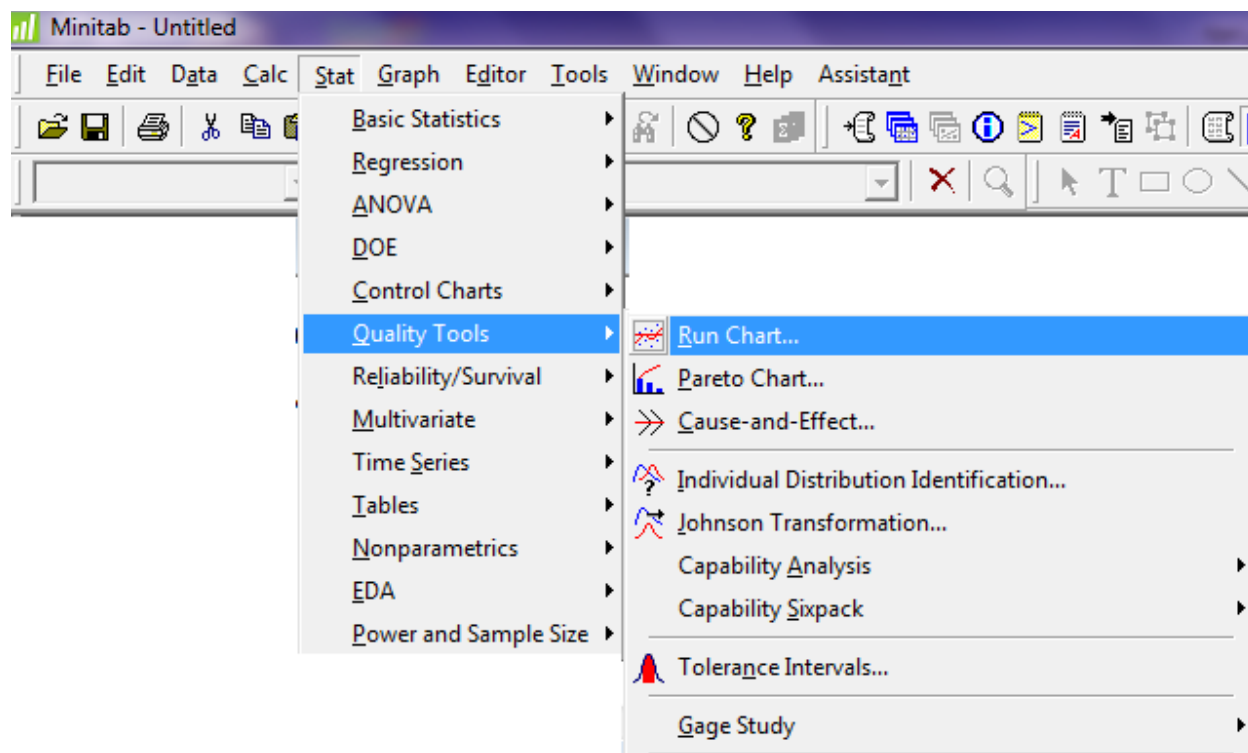 Minitab - Untitled
File Edit Data Calc Stat Graph Editor Tools Window Help Assistant
Basic Statistics
Regression
ANOVA
DOE
Control Charts
Quality Tools
Reliability/Survival
Multivariate
Time Series
Tables
Nonparametrics
EDA
Power and Sample Size
Run Chart...
Pareto Chart...
Cause-and-Effect...
Individual Distribution Identification...
Johnson Transformation...
Capability Analysis
Capability Sixpack
Tolerance Intervals...
Gage Study